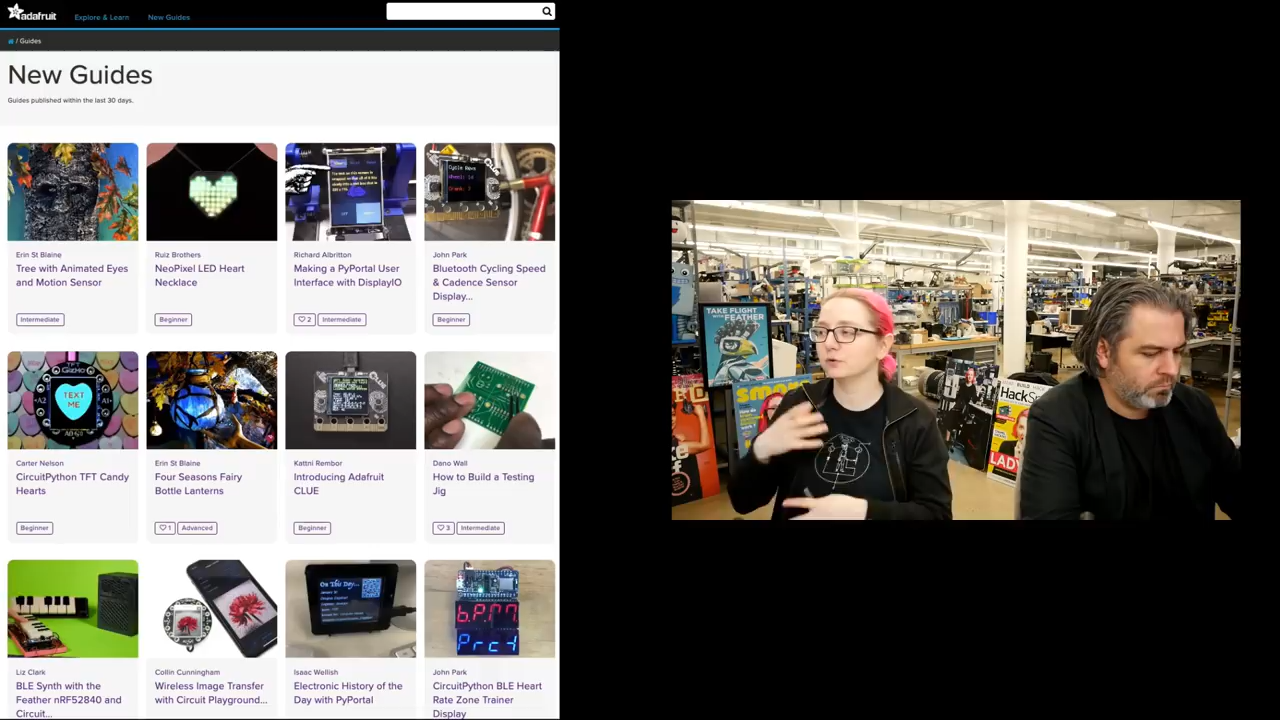 adafruit
Explore & Learn
New Guides
/ Guides
New Guides
Guides published within the last 30 days.
Erin St Blaine
Tree with Animated Eyes
and Motion Sensor
Intermediate
Ruiz Brothers
NeoPixel LED Heart
Necklace
Beginner
Richard Albritton
Making a PyPortal User
Interface with DisplayIO
2
Intermediate
John Park
Bluetooth Cycling Speed
& Cadence Sensor
Display...
Beginner
TEXT
ME
Carter Nelson
CircuitPython TFT Candy
Hearts
Beginner
Erin St Blaine
Four Seasons Fairy
Bottle Lanterns
1
Advanced
Kattni Rembor
Introducing Adafruit
CLUE
Beginner
Dano Wall
How to Build a Testing
Jig
3
Intermediate
Liz Clark
BLE Synth with the
Feather nRF52840 and
Circuit...
Collin Cunningham
Wireless Image Transfer
with Circuit Playground...
On This Day...
Isaac Wellish
Electronic History of the
Day with PyPortal
b.P.M.
Prc1
John Park
CircuitPython BLE Heart
Rate Zone Trainer
Display
TAKE FLIGHT
WITH FEATHER
HackS
LADY